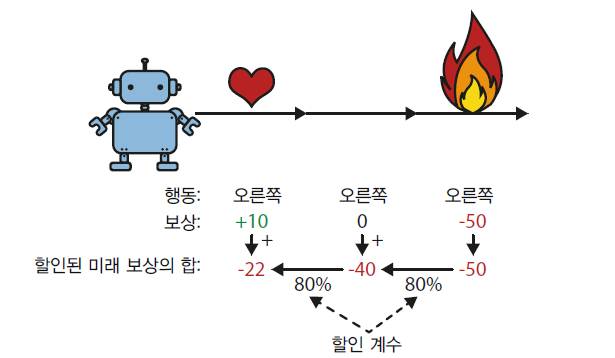 행동: 오른쪽 오른쪽 오른쪽
보상: +10 0 -50
+ +
할인된 미래 보상의 합: -22 -40 -50
80% 80%
할인 계수